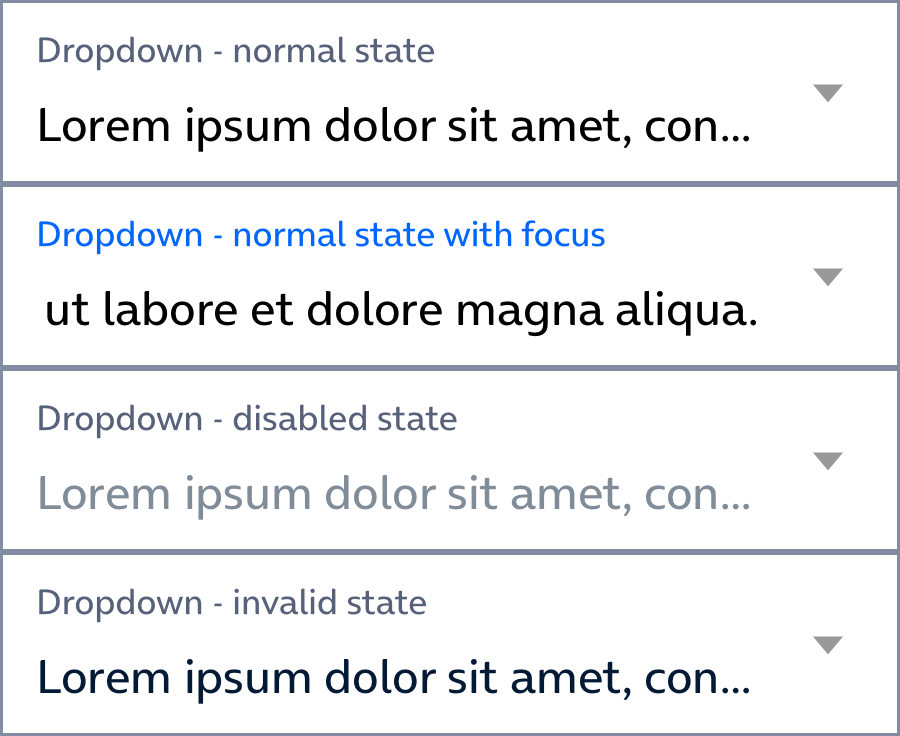 Dropdown - normal state
Lorem ipsum dolor sit amet, con...
Dropdown - normal state with focus
ut labore et dolore magna aliqua.
Dropdown - disabled state
Lorem ipsum dolor sit amet, con...
Dropdown - invalid state
Lorem ipsum dolor sit amet, con...